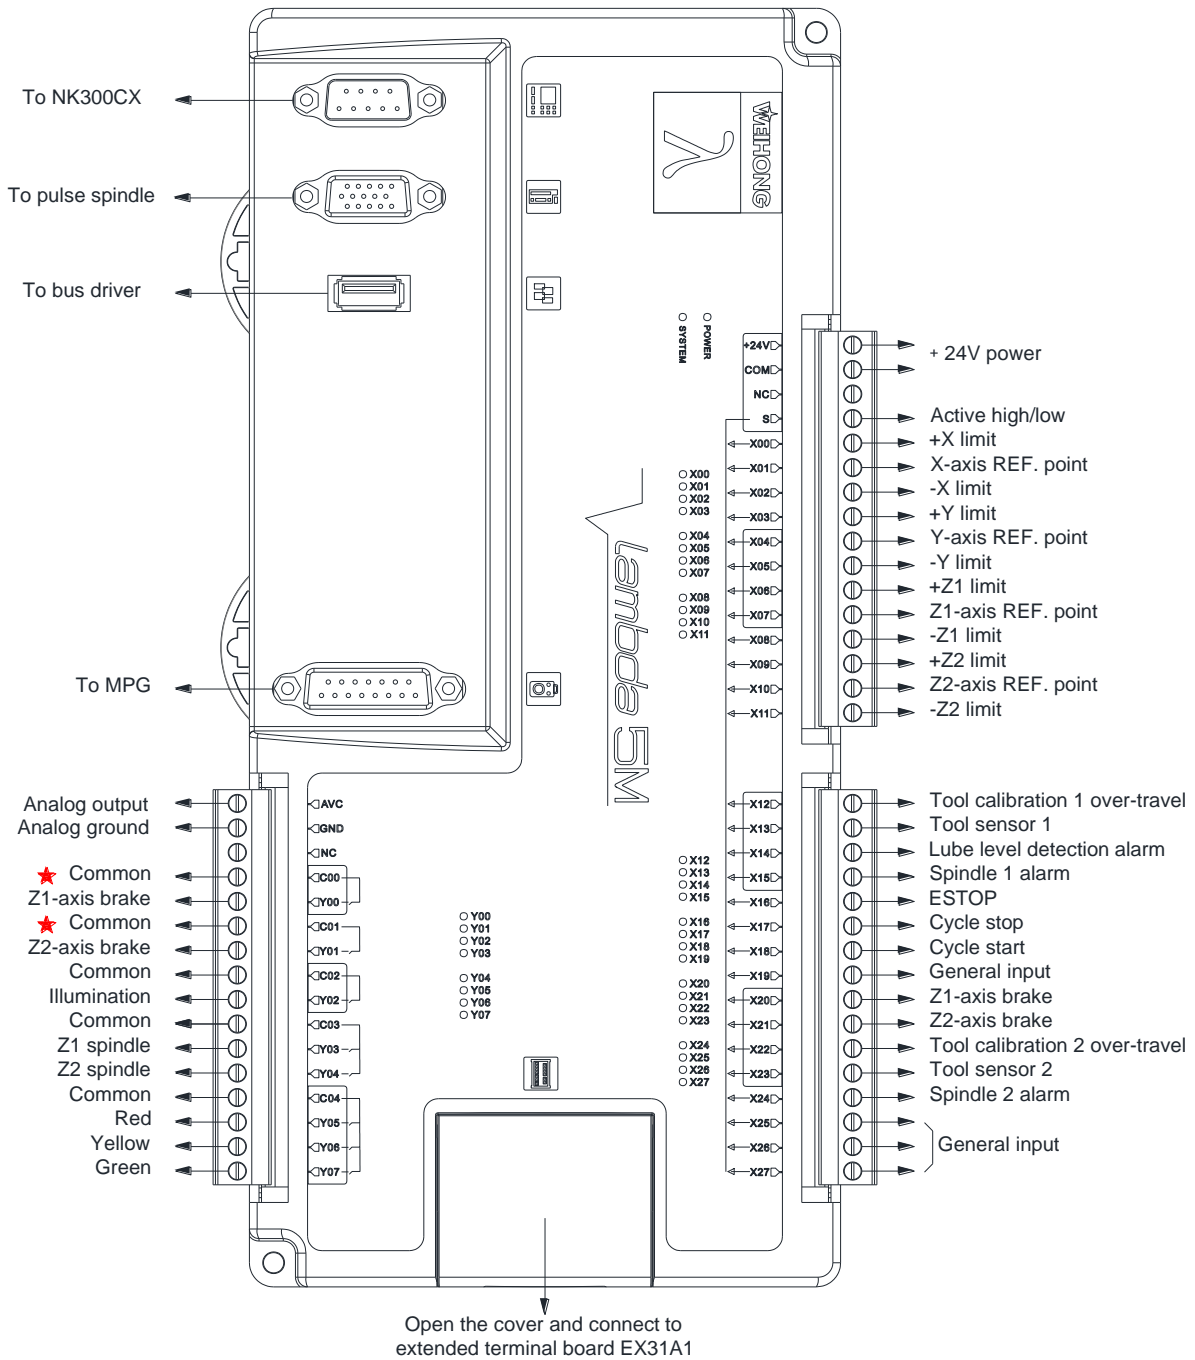 To NK300CX
To pulse spindle
To bus driver
To MPG
WEIHONG
SYSTEM
POWER
Lambda 5M
+24V
COM
NC
S
X00
X01
X02
X03
X04
X05
X06
X07
X08
X09
X10
X11
+ 24V power
Active high/low
+X limit
X-axis REF. point
-X limit
+Y limit
Y-axis REF. point
-Y limit
+Z1 limit
Z1-axis REF. point
-Z1 limit
+Z2 limit
Z2-axis REF. point
-Z2 limit
X00
X01
X02
X03
X04
X05
X06
X07
X08
X09
X10
X11
Analog output
Analog ground
Common
Z1-axis brake
Common
Z2-axis brake
Common
Illumination
Common
Z1 spindle
Z2 spindle
Common
Red
Yellow
Green
AVC
GND
NC
C00
Y00
C01
Y01
C02
Y02
C03
Y03
Y04
C04
Y05
Y06
Y07
Y00
Y01
Y02
Y03
Y04
Y05
Y06
Y07
X12
X13
X14
X15
X16
X17
X18
X19
X20
X21
X22
X23
X24
X25
X26
X27
X12
X13
X14
X15
X16
X17
X18
X19
X20
X21
X22
X23
X24
X25
X26
X27
Tool calibration 1 over-travel
Tool sensor 1
Lube level detection alarm
Spindle 1 alarm
ESTOP
Cycle stop
Cycle start
General input
Z1-axis brake
Z2-axis brake
Tool calibration 2 over-travel
Tool sensor 2
Spindle 2 alarm
General input
Open the cover and connect to
extended terminal board EX31A1